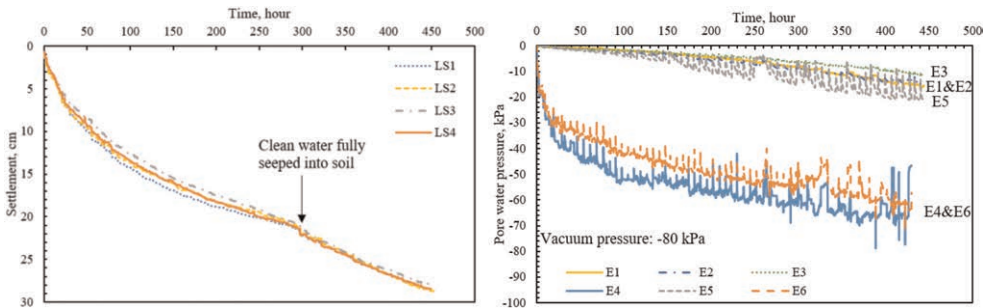 Time, hour
0 50 100 150 200 250 300 350 400 450 500
0
5
10
15
20
25
30
Settlement, cm
LS1
LS2
LS3
LS4
Clean water fully
seeped into soil
Time, hour
0 50 100 150 200 250 300 350 400 450 500
0
-10
-20
-30
-40
-50
-60
-70
-80
-90
-100
Pore water pressure, kPa
E3
E1&E2
E5
E4&E6
Vacuum pressure: -80 kPa
E1 E2 E3
E4 E5 E6